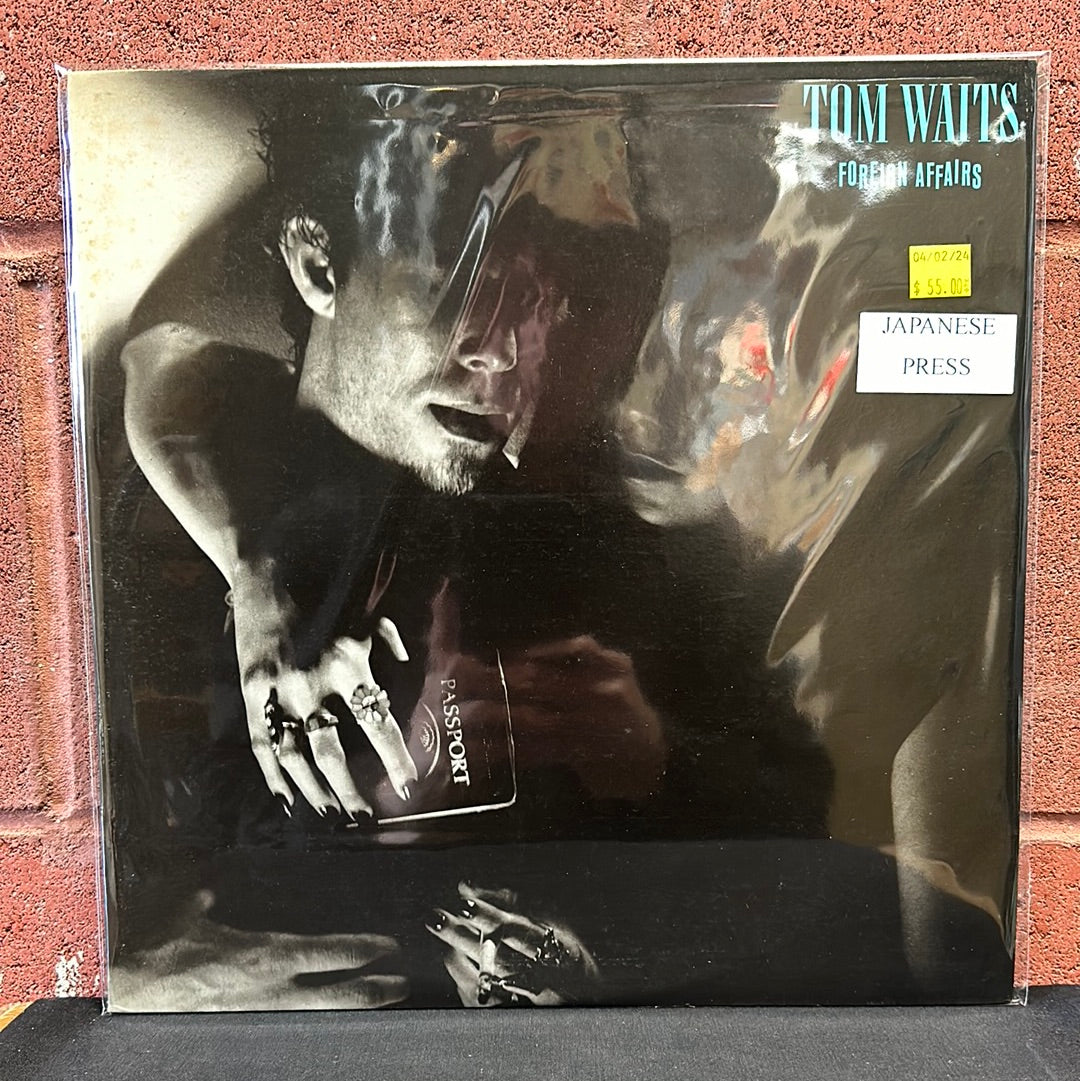 TOM WAITS
FOREIGN AFFAIRS
04/02/24
$ 55.00
JAPANESE
PRESS
PASSPORT